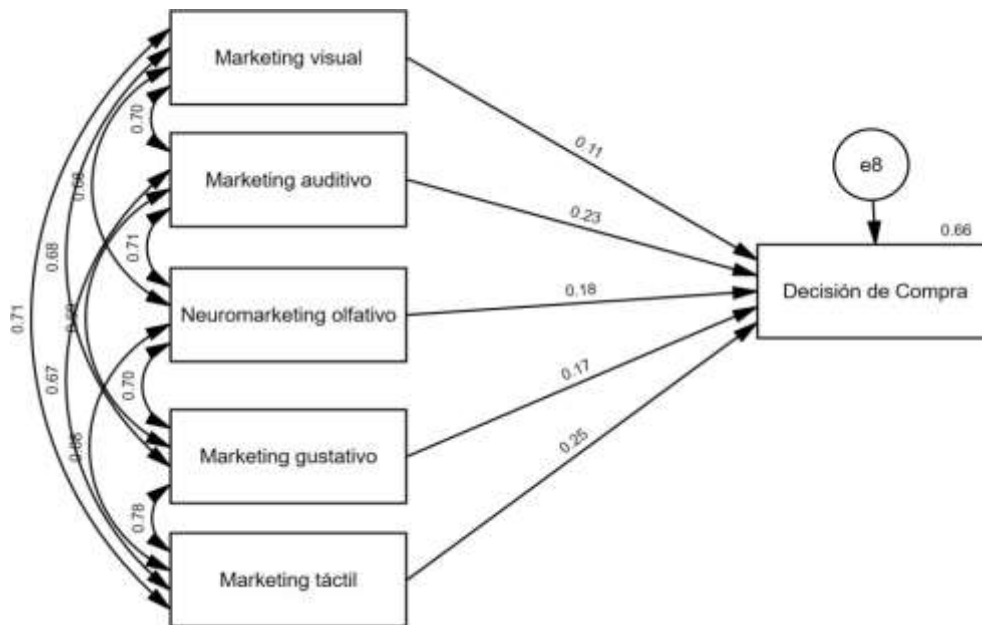 Marketing visual
0.70
0.11
Marketing auditivo
e8
0.23
0.66
0.68
0.71
Neuromarketing olfativo
0.18
Decisión de Compra
0.71
0.67
0.70
0.17
Marketing gustativo
0.25
0.78
Marketing táctil